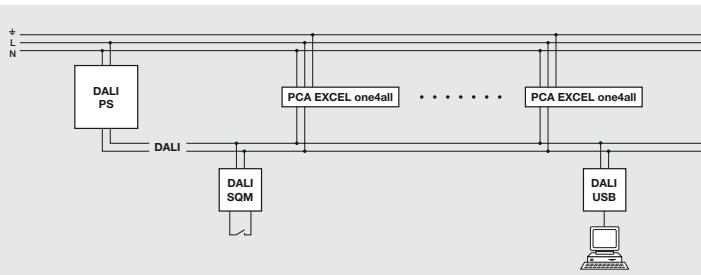 L
N
DALI
PS
PCA EXCEL one4all
PCA EXCEL one4all
DALI
DALI
SQM
DALI
USB